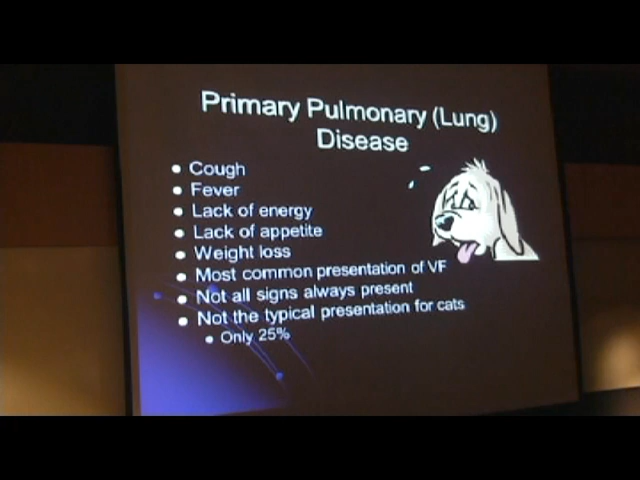 Primary Pulmonary (Lung)
Disease
Cough
Fever
Lack of energy
Lack of appetite
Weight loss
Most common presentation of VF
Not all signs always present
Not the typical presentation for cats
Only 25%